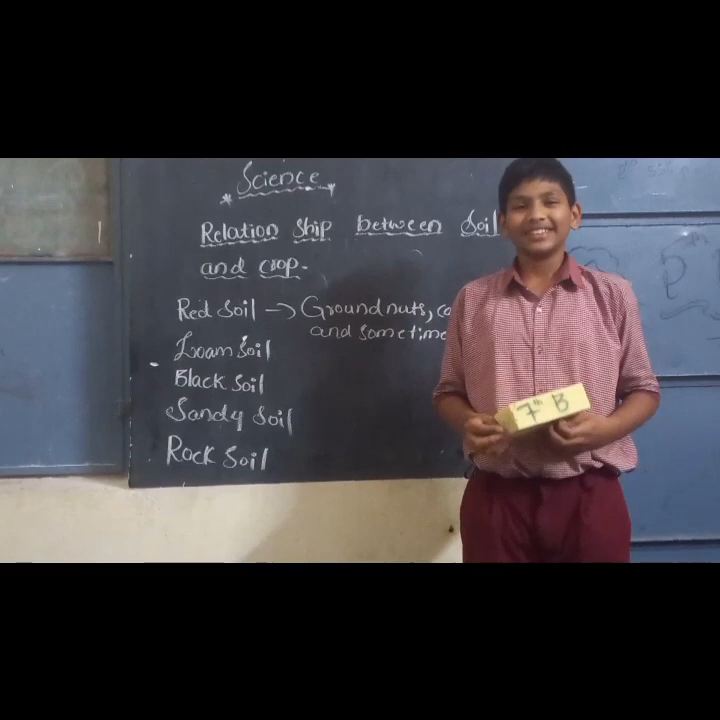 Science
Relation ship between Soil
and crop.
Red Soil → Groundnuts,
and sometime
Loam Soil
Black Soil
Sandy Soil
Rock Soil
7th B